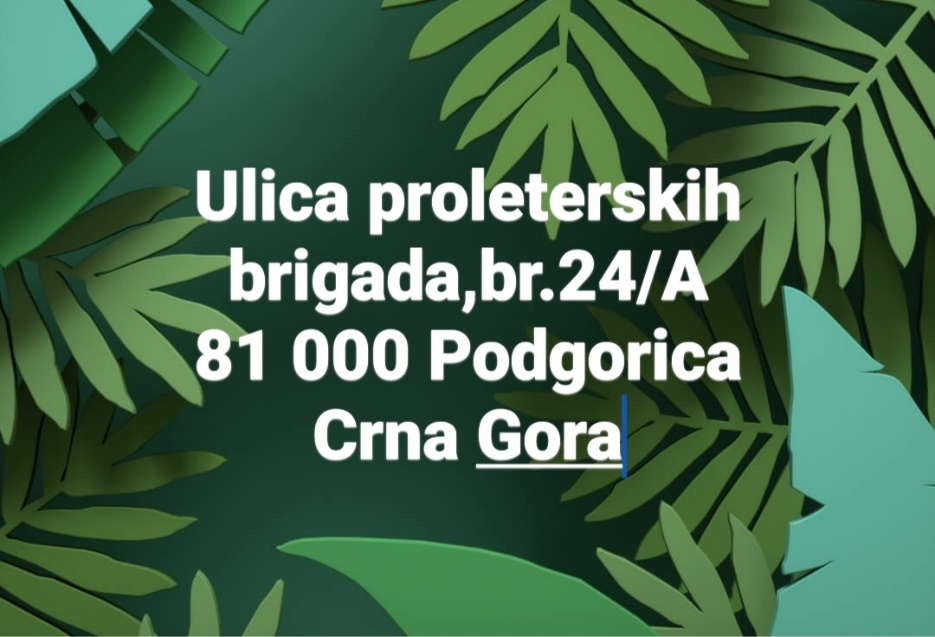 Ulica proleterskih
brigada,br.24/A
81 000 Podgorica
Crna Gora